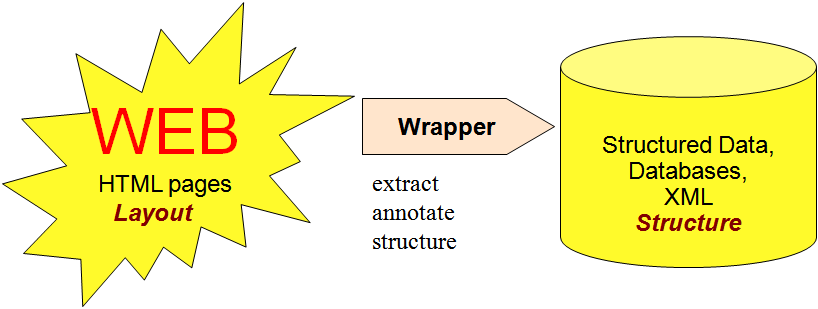 WEB
HTML pages
Layout
Wrapper
extract
annotate
structure
Structured Data,
Databases,
XML
Structure